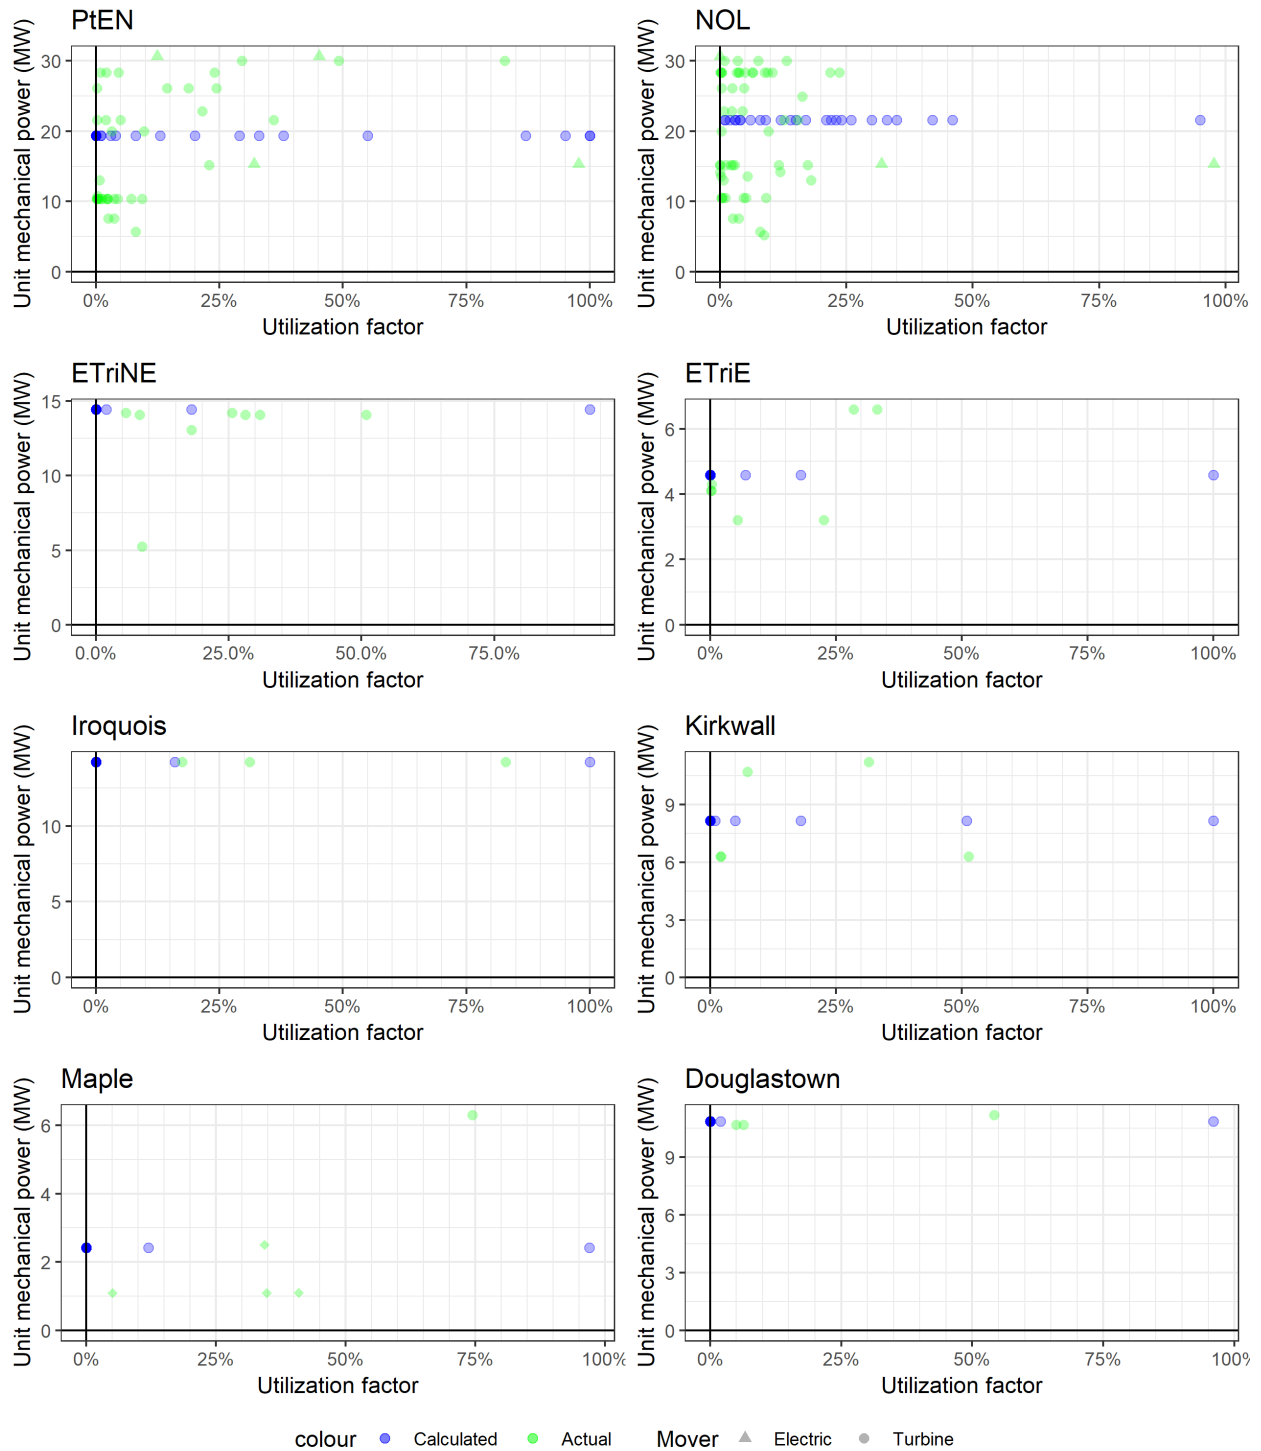 PtEN
Unit mechanical power (MW)
30
20
10
0
0% 25% 50% 75% 100%
Utilization factor
NOL
Unit mechanical power (MW)
30
20
10
0
0% 25% 50% 75% 100%
Utilization factor
ETriNE
Unit mechanical power (MW)
15
10
5
0
0.0% 25.0% 50.0% 75.0%
Utilization factor
ETriE
Unit mechanical power (MW)
6
4
2
0
0% 25% 50% 75% 100%
Utilization factor
Iroquois
Unit mechanical power (MW)
10
5
0
0% 25% 50% 75% 100%
Utilization factor
Kirkwall
Unit mechanical power (MW)
9
6
3
0
0% 25% 50% 75% 100%
Utilization factor
Maple
Unit mechanical power (MW)
6
4
2
0
0% 25% 50% 75% 100%
Utilization factor
Douglastown
Unit mechanical power (MW)
9
6
3
0
0% 25% 50% 75% 100%
Utilization factor
colour Calculated Actual Mover Electric Turbine